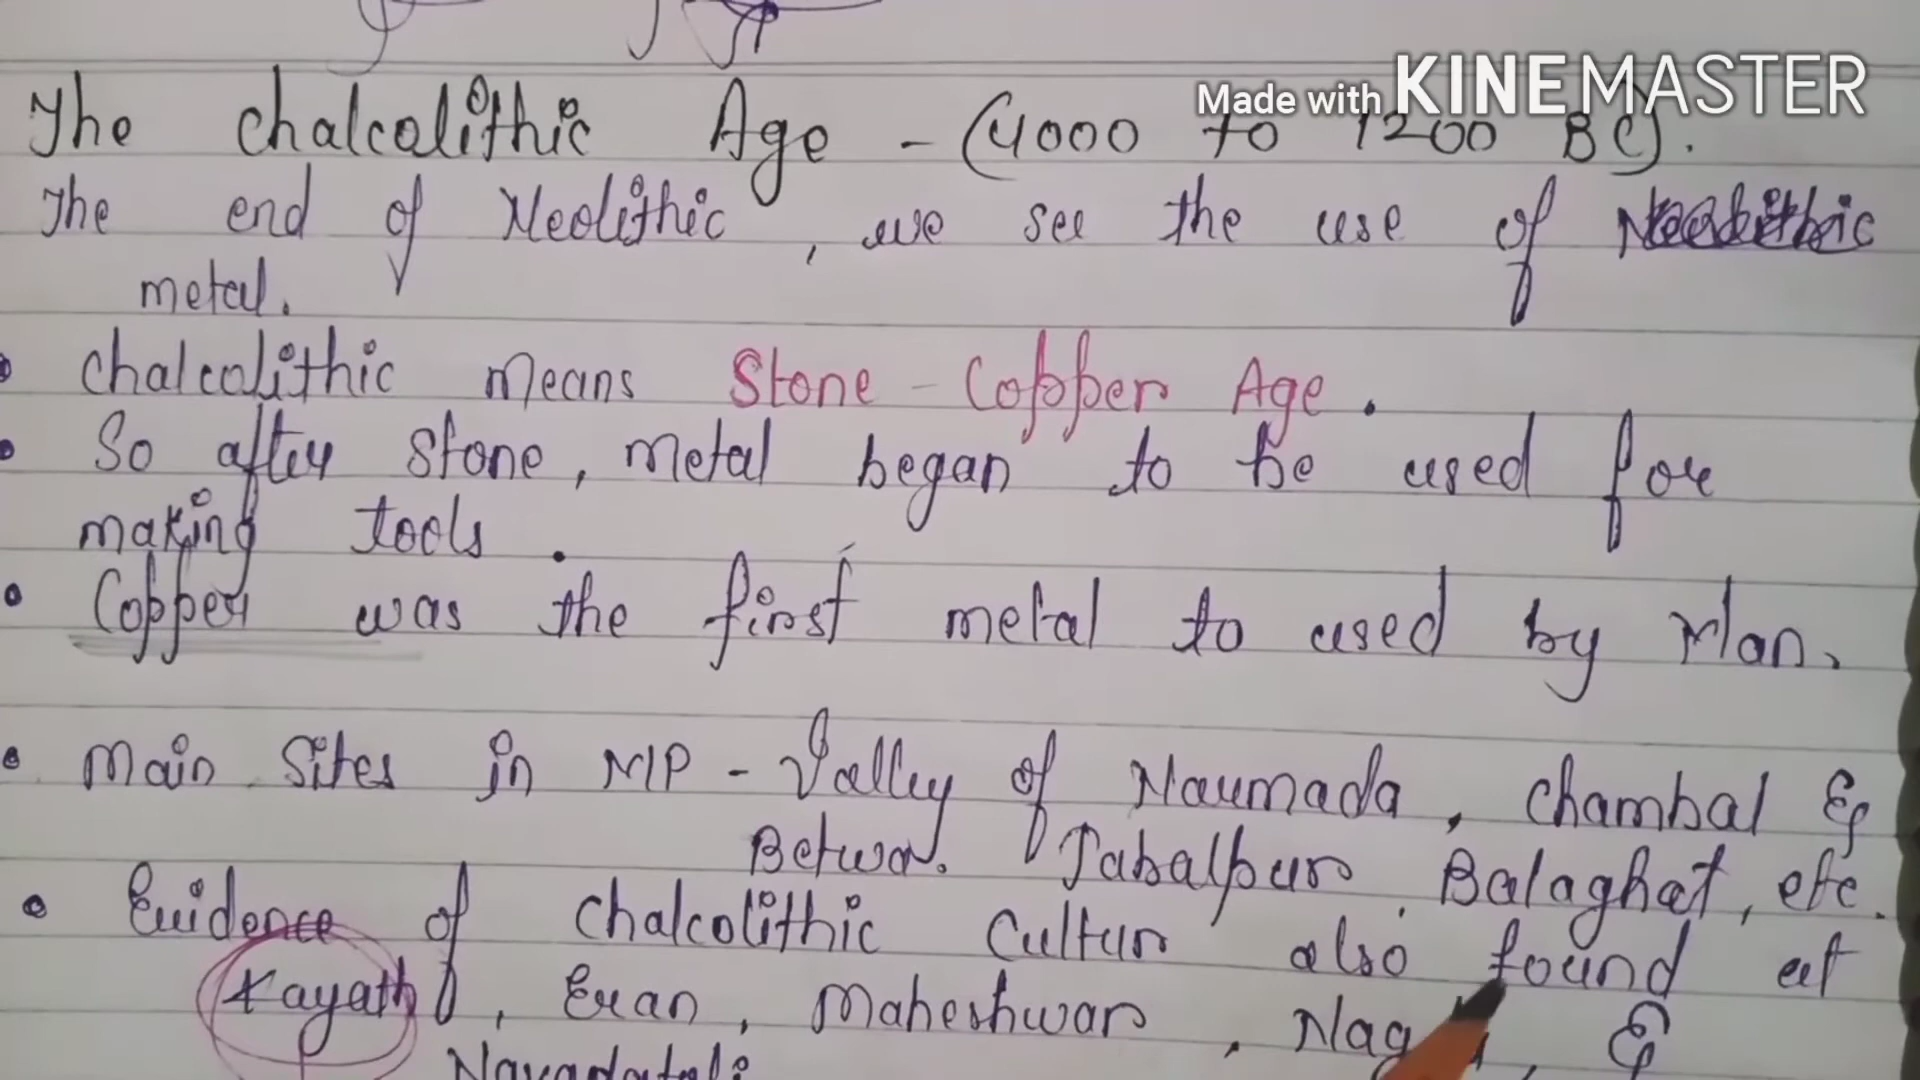 Made with KINEMASTER
The chalcolithic Age - (4000 to 1200 BC).
The end of Neolithic, we see the use of
metal.
• Chalcolithic means Stone - Copper Age.
• So after stone, metal began to be used for
making tools.
• Copper was the first metal to used by Man.
• Main Sites in MP - Valley of Narmada, Chambal &
Betwa. Jabalpur, Balaghat, etc.
• Evidence of Chalcolithic Cultur also found at
Kayath, Eran, Maheshwar, Nag &
Navadatoli